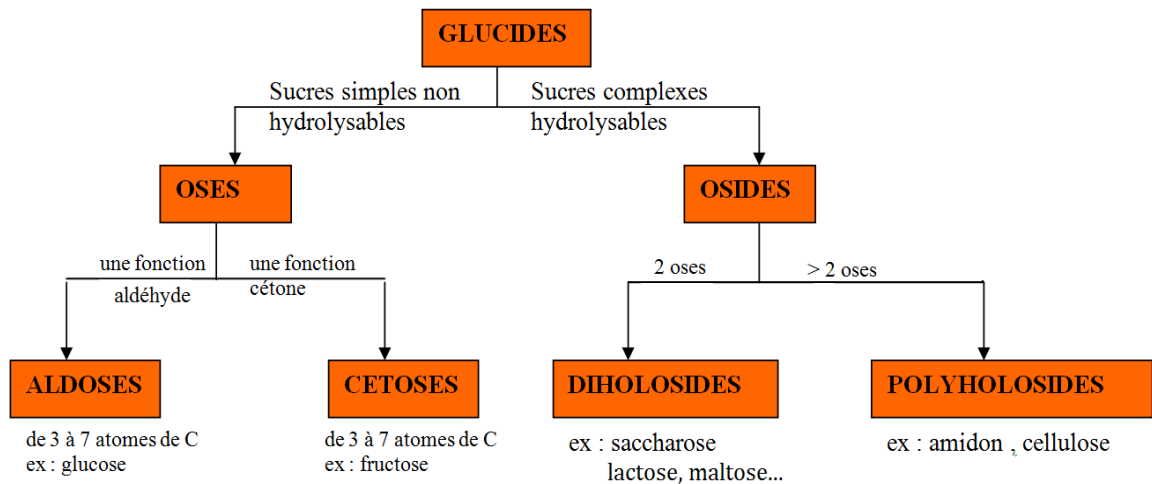 GLUCIDES
Sucres simples non
hydrolysables
Sucres complexes
hydrolysables
OSES
OSIDES
une fonction
aldéhyde
une fonction
cétone
2 oses
> 2 oses
ALDOSES
CETOSES
DIHOLOSIDES
POLYHOLOSIDES
de 3 à 7 atomes de C
ex : glucose
de 3 à 7 atomes de C
ex : fructose
ex : saccharose
lactose, maltose...
ex : amidon , cellulose